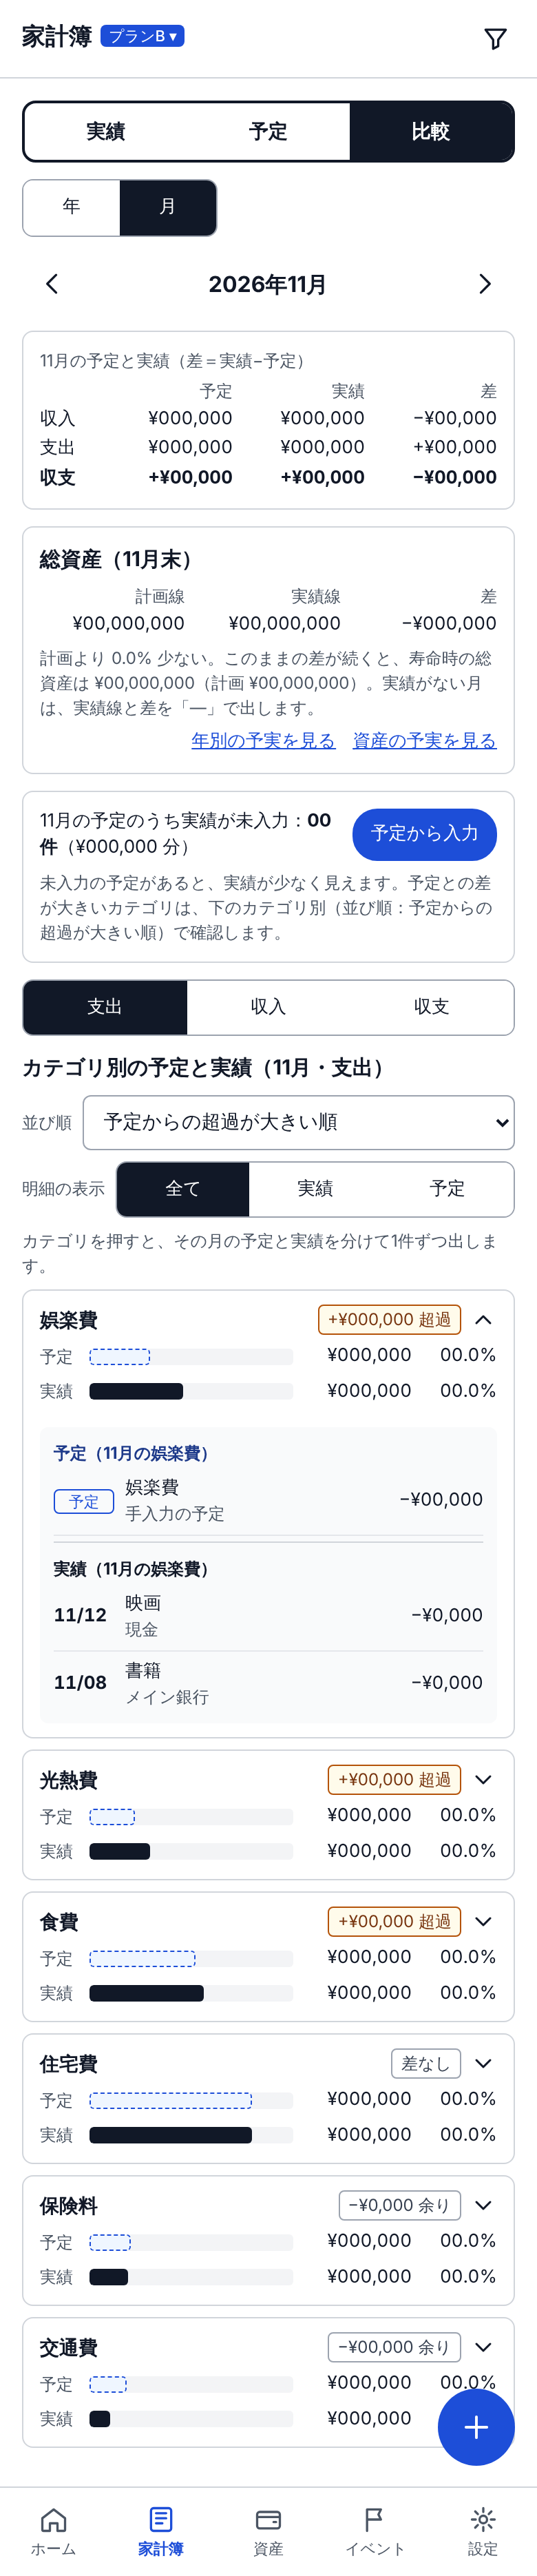 家計簿 プランB ▾
実績 予定 比較
年 月
2026年11月
11月の予定と実績（差＝実績−予定）
予定 実績 差
収入 ¥000,000 ¥000,000 −¥00,000
支出 ¥000,000 ¥000,000 +¥00,000
収支 +¥00,000 +¥00,000 −¥00,000
総資産（11月末）
計画線 実績線 差
¥00,000,000 ¥00,000,000 −¥000,000
計画より 0.0% 少ない。このままの差が続くと、寿命時の総
資産は ¥00,000,000（計画 ¥00,000,000）。実績がない月
は、実績線と差を「—」で出します。
年別の予実を見る 資産の予実を見る
11月の予定のうち実績が未入力：00
件（¥000,000 分）
予定から入力
未入力の予定があると、実績が少なく見えます。予定との差
が大きいカテゴリは、下のカテゴリ別（並び順：予定からの
超過が大きい順）で確認します。
支出 収入 収支
カテゴリ別の予定と実績（11月・支出）
並び順 予定からの超過が大きい順
明細の表示 全て 実績 予定
カテゴリを押すと、その月の予定と実績を分けて1件ずつ出しま
す。
娯楽費 +¥000,000 超過
予定 ¥000,000 00.0%
実績 ¥000,000 00.0%
予定（11月の娯楽費）
予定 娯楽費 −¥00,000
手入力の予定
実績（11月の娯楽費）
11/12 映画 −¥0,000
現金
11/08 書籍 −¥0,000
メイン銀行
光熱費 +¥00,000 超過
予定 ¥000,000 00.0%
実績 ¥000,000 00.0%
食費 +¥00,000 超過
予定 ¥000,000 00.0%
実績 ¥000,000 00.0%
住宅費 差なし
予定 ¥000,000 00.0%
実績 ¥000,000 00.0%
保険料 −¥0,000 余り
予定 ¥000,000 00.0%
実績 ¥000,000 00.0%
交通費 −¥00,000 余り
予定 ¥000,000 00.0%
実績 ¥000,000
ホーム 家計簿 資産 イベント 設定